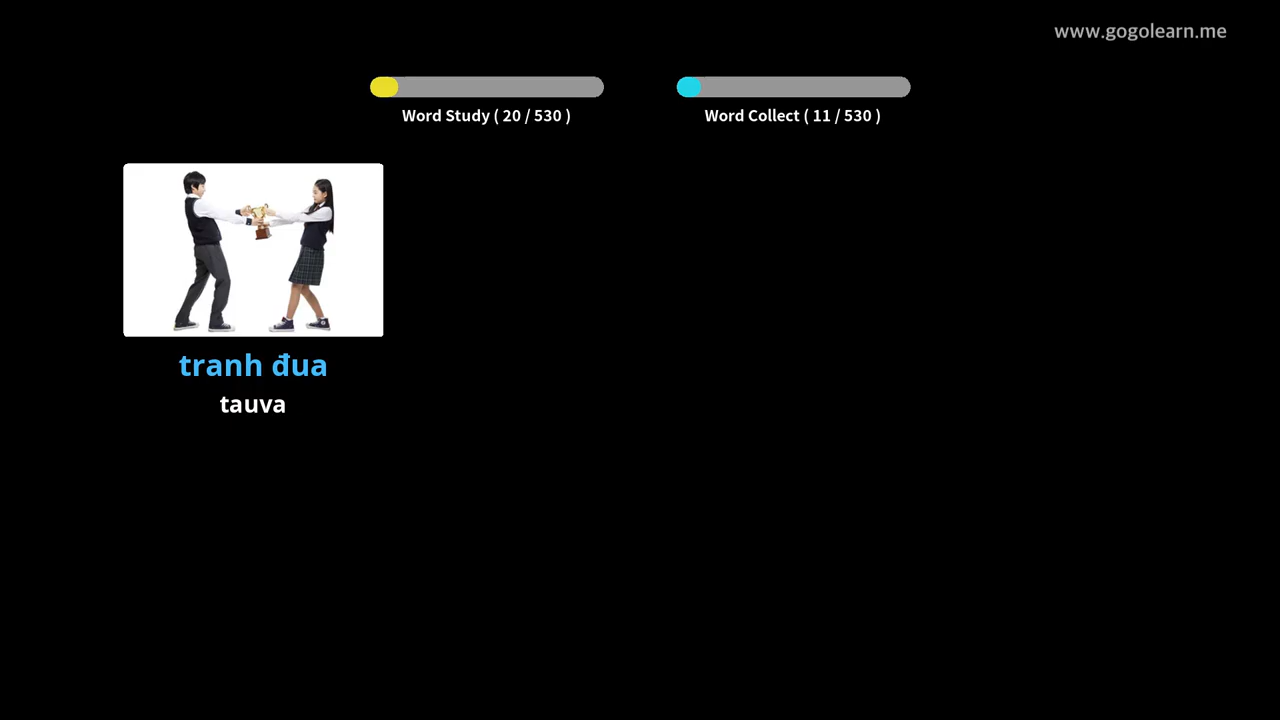 www.gogolearn.me
Word Study ( 20 / 530 )
Word Collect ( 11 / 530 )
tranh đua
tauva